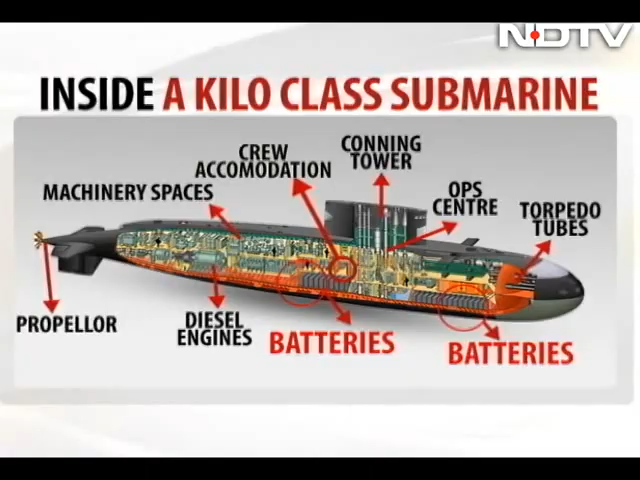 NDTV
INSIDE A KILO CLASS SUBMARINE
CREW
ACCOMODATION
CONNING
TOWER
MACHINERY SPACES
OPS
CENTRE
TORPEDO
TUBES
PROPELLOR
DIESEL
ENGINES
BATTERIES
BATTERIES